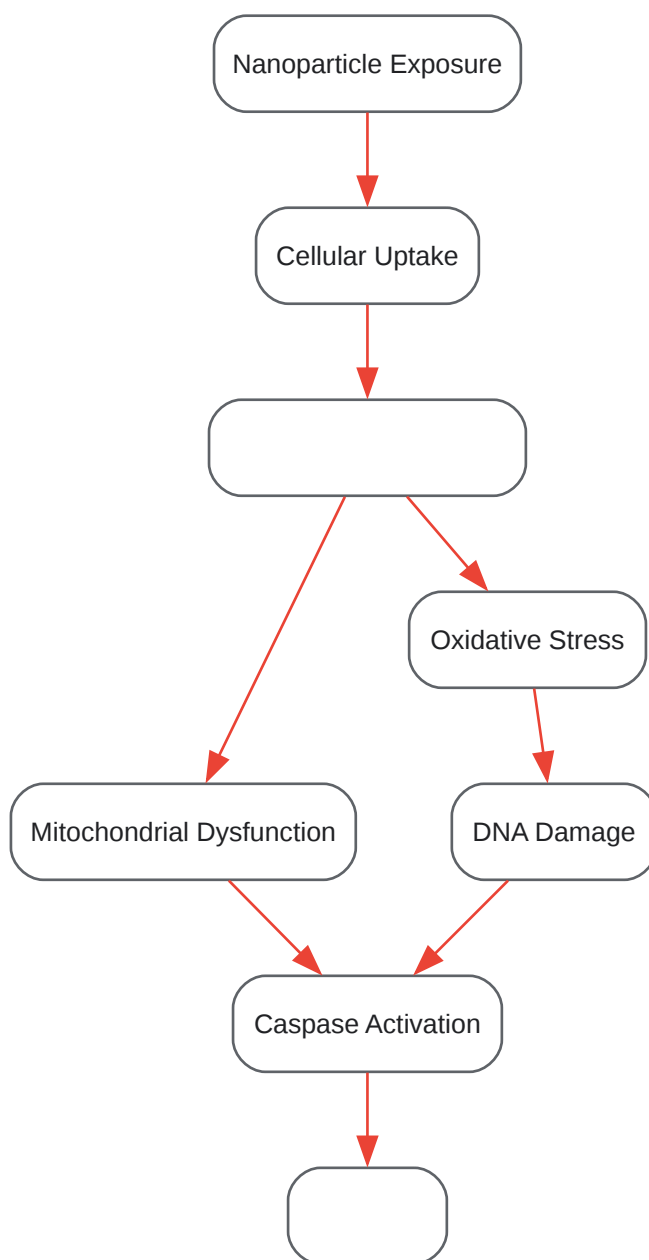 Nanoparticle Exposure
Cellular Uptake
Oxidative Stress
Mitochondrial Dysfunction
DNA Damage
Caspase Activation